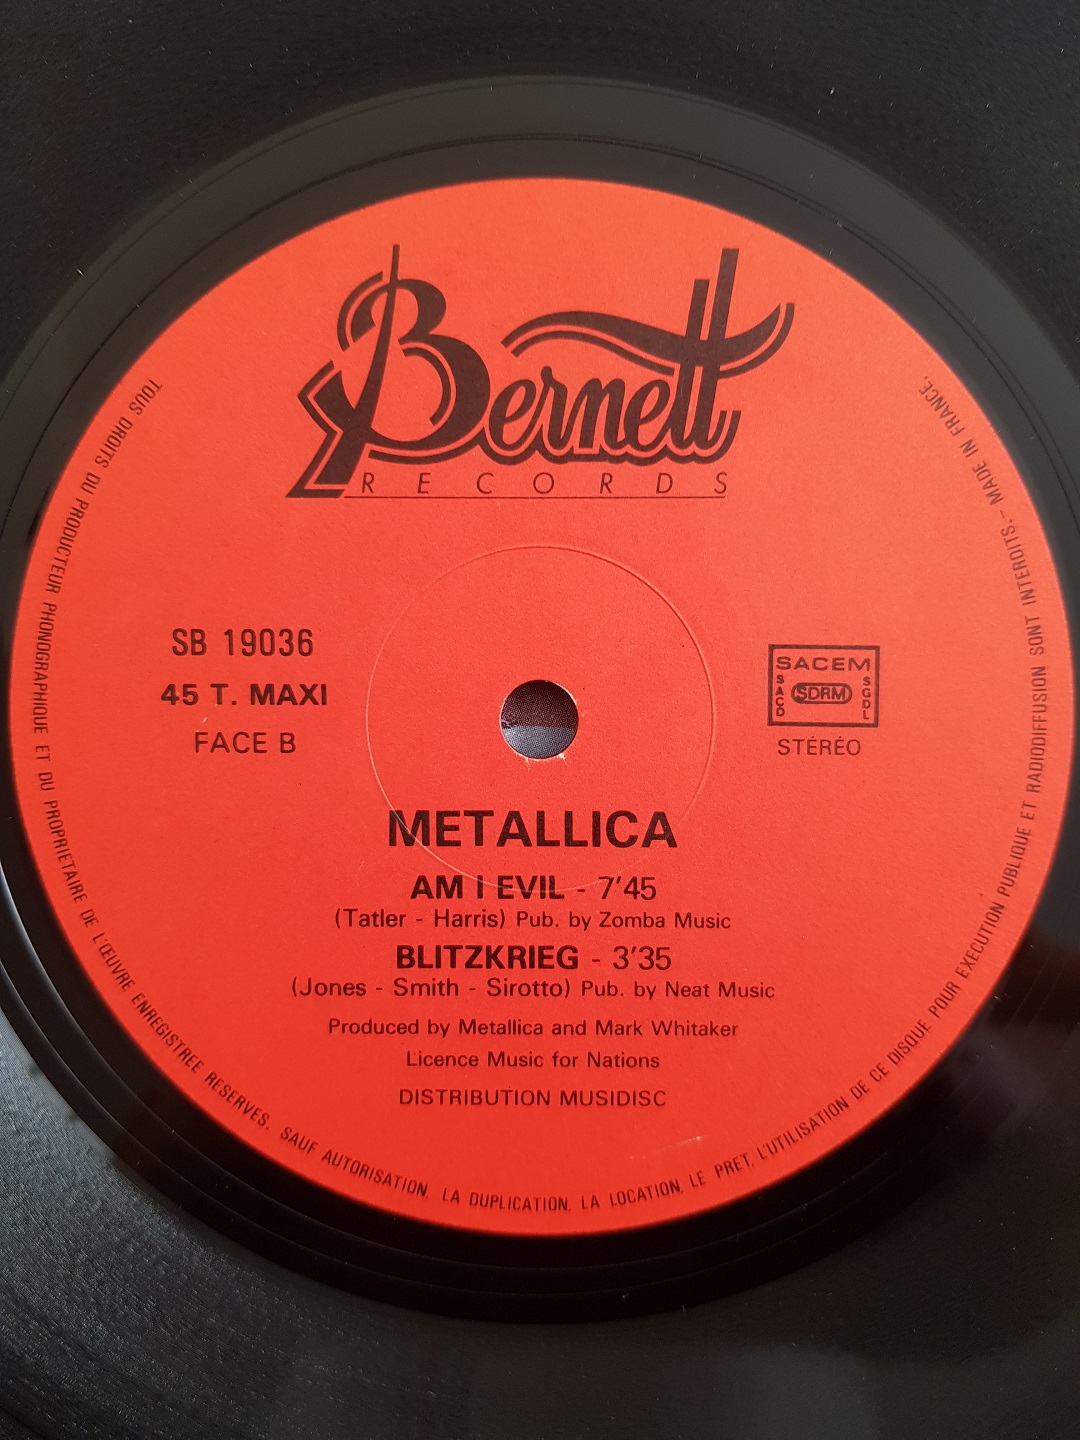 Bernett
RECORDS
SB 19036
45 T. MAXI
FACE B
SACEM
SACD
SDRM
SGDL
STÉRÉO
METALLICA
AM I EVIL - 7'45
(Tatler - Harris) Pub. by Zomba Music
BLITZKRIEG - 3'35
(Jones - Smith - Sirotto) Pub. by Neat Music
Produced by Metallica and Mark Whitaker
Licence Music for Nations
DISTRIBUTION MUSIDISC
TOUS DROITS DU PRODUCTEUR PHONOGRAPHIQUE ET DU PROPRIETAIRE DE L'ŒUVRE ENREGISTREE RESERVES. SAUF AUTORISATION, LA DUPLICATION, LA LOCATION, LE PRET, L'UTILISATION DE CE DISQUE POUR EXECUTION PUBLIQUE ET RADIODIFFUSION SONT INTERDITS. - MADE IN FRANCE.